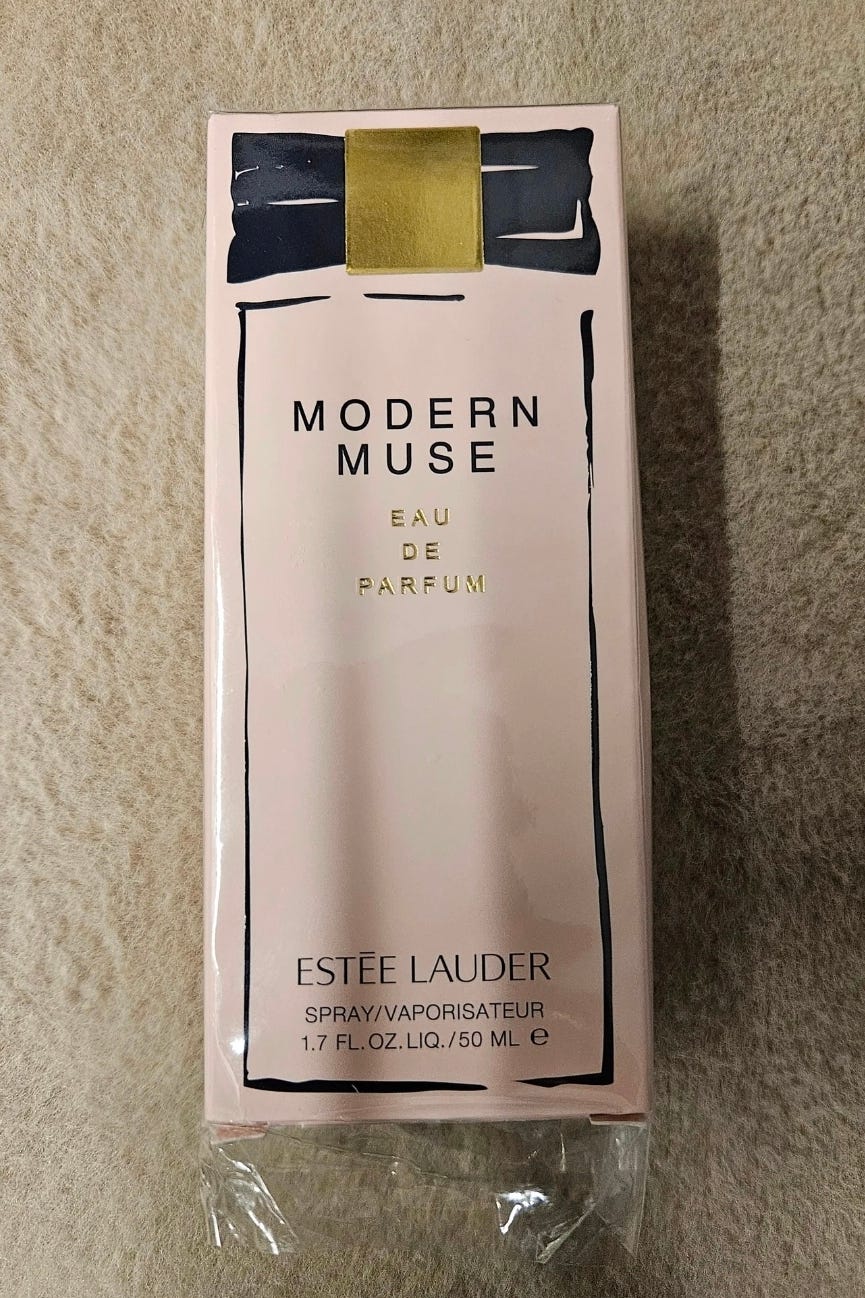 MODERN
MUSE
EAU
DE
PARFUM
ESTĒE LAUDER
SPRAY/VAPORISATEUR
1.7 FL.OZ.LIQ./50 ML ℮